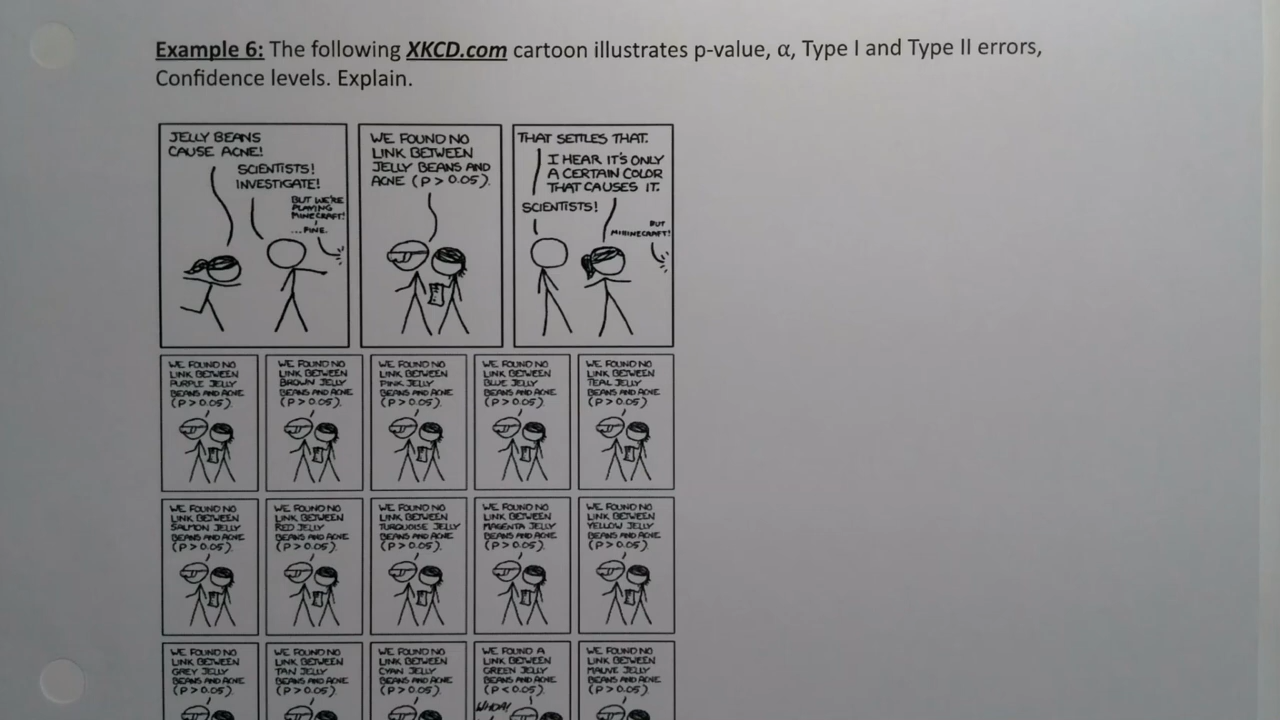 Example 6: The following XKCD.com cartoon illustrates p-value, α, Type I and Type II errors,
Confidence levels. Explain.
JELLY BEANS
CAUSE ACNE!
SCIENTISTS!
INVESTIGATE!
BUT WE'RE
PLAYING
MINECRAFT!
...FINE.
WE FOUND NO
LINK BETWEEN
JELLY BEANS AND
ACNE (P > 0.05).
THAT SETTLES THAT.
I HEAR IT'S ONLY
A CERTAIN COLOR
THAT CAUSES IT.
SCIENTISTS!
BUT
MIIINECRAFT!
WE FOUND NO
LINK BETWEEN
PURPLE JELLY
BEANS AND ACNE
(P > 0.05).
WE FOUND NO
LINK BETWEEN
BROWN JELLY
BEANS AND ACNE
(P > 0.05).
WE FOUND NO
LINK BETWEEN
PINK JELLY
BEANS AND ACNE
(P > 0.05).
WE FOUND NO
LINK BETWEEN
BLUE JELLY
BEANS AND ACNE
(P > 0.05).
WE FOUND NO
LINK BETWEEN
TEAL JELLY
BEANS AND ACNE
(P > 0.05).
WE FOUND NO
LINK BETWEEN
SALMON JELLY
BEANS AND ACNE
(P > 0.05).
WE FOUND NO
LINK BETWEEN
RED JELLY
BEANS AND ACNE
(P > 0.05).
WE FOUND NO
LINK BETWEEN
TURQUOISE JELLY
BEANS AND ACNE
(P > 0.05).
WE FOUND NO
LINK BETWEEN
MAGENTA JELLY
BEANS AND ACNE
(P > 0.05).
WE FOUND NO
LINK BETWEEN
YELLOW JELLY
BEANS AND ACNE
(P > 0.05).
WE FOUND NO
LINK BETWEEN
GREY JELLY
BEANS AND ACNE
(P > 0.05).
WE FOUND NO
LINK BETWEEN
TAN JELLY
BEANS AND ACNE
(P > 0.05).
WE FOUND NO
LINK BETWEEN
CYAN JELLY
BEANS AND ACNE
(P > 0.05).
WE FOUND A
LINK BETWEEN
GREEN JELLY
BEANS AND ACNE
(P < 0.05).
WHOA!
WE FOUND NO
LINK BETWEEN
MAUVE JELLY
BEANS AND ACNE
(P > 0.05).